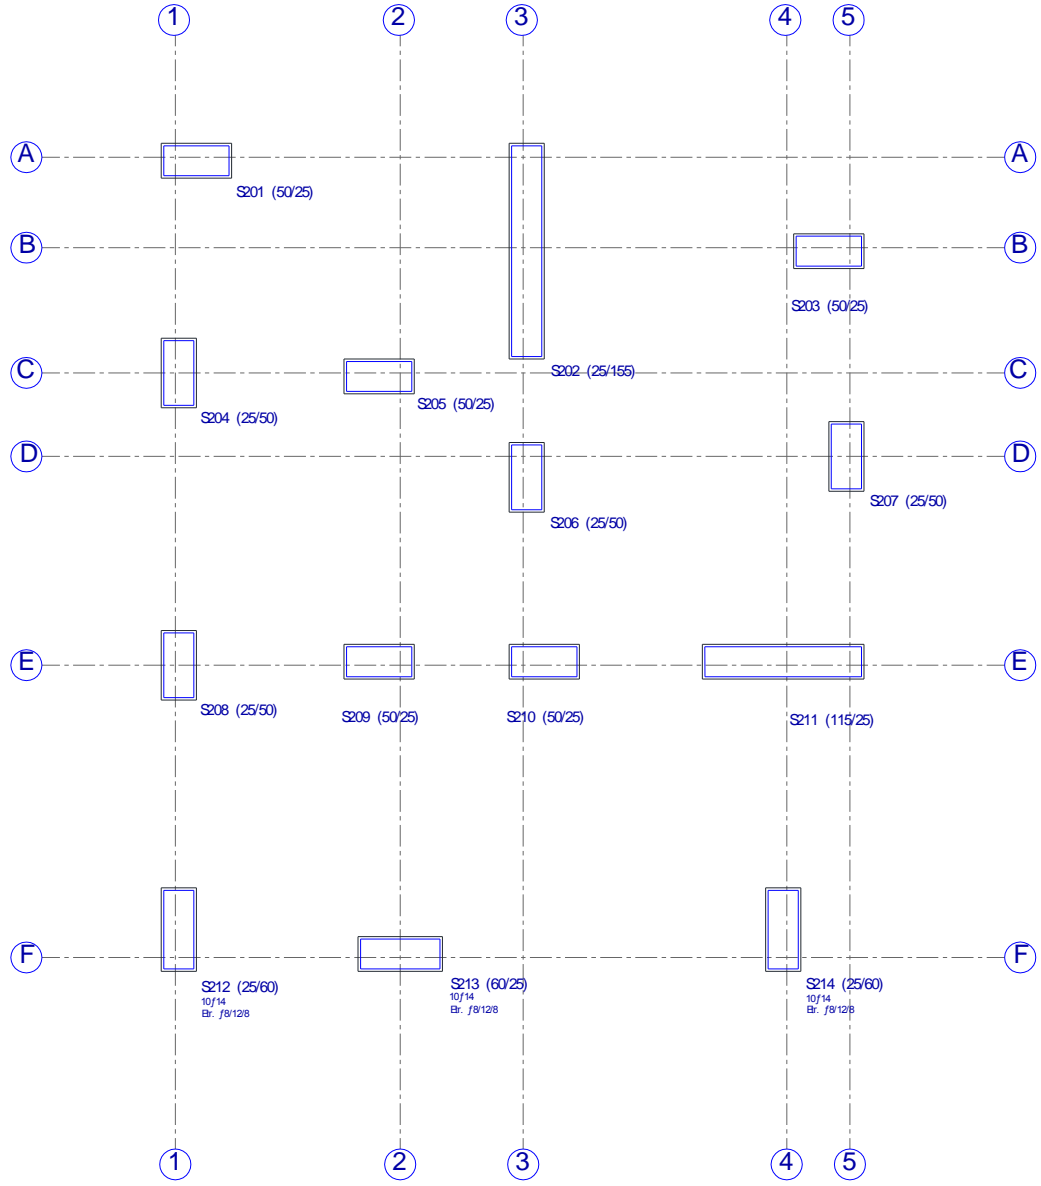 1 2 3 4 5
A A
S201 (50/25)
B B
S203 (50/25)
C C
S202 (25/155)
S205 (50/25)
S204 (25/50)
D D
S207 (25/50)
S206 (25/50)
E E
S208 (25/50)
S209 (50/25)
S210 (50/25)
S211 (115/25)
F F
S212 (25/60)
10ƒ14
Etr. ƒ8/12/8
S213 (60/25)
10ƒ14
Etr. ƒ8/12/8
S214 (25/60)
10ƒ14
Etr. ƒ8/12/8
1 2 3 4 5